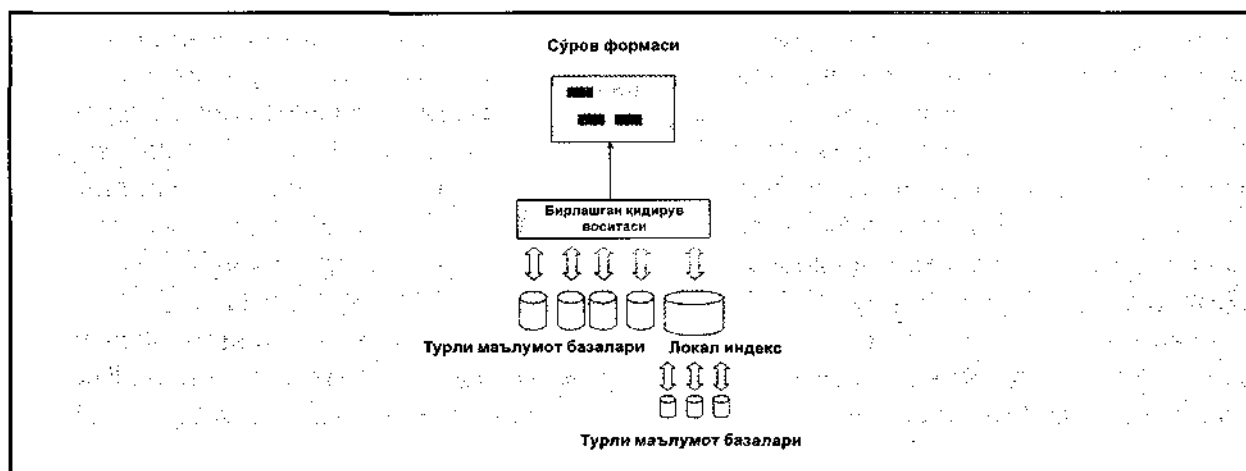 Сўров формаси
Бирлашган қидирув
воситаси
Турли маълумот базалари Локал индекс
Турли маълумот базалари